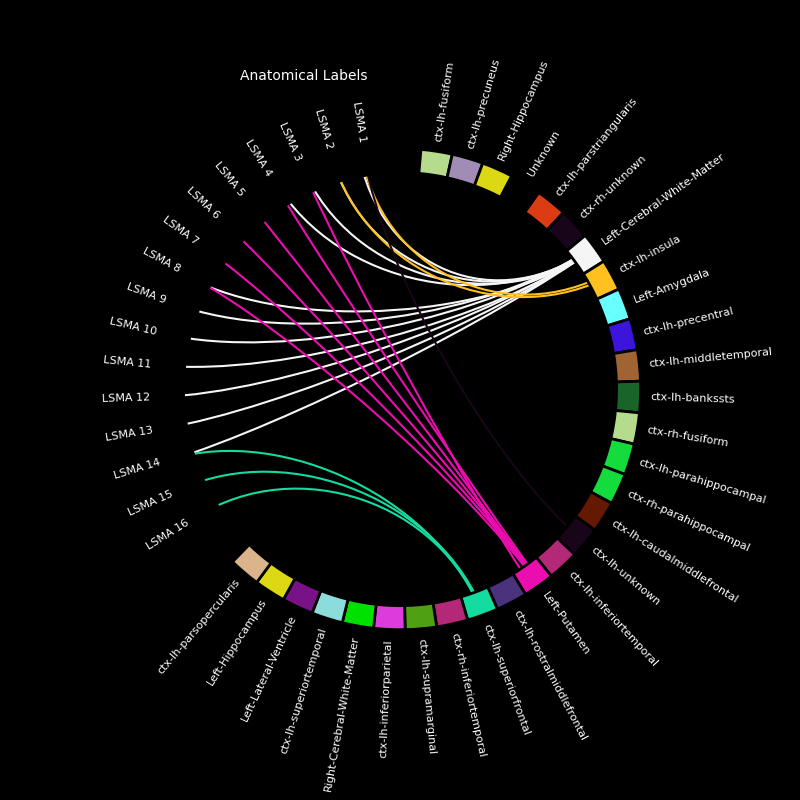 Anatomical Labels
LSMA 1
LSMA 2
LSMA 3
LSMA 4
LSMA 5
LSMA 6
LSMA 7
LSMA 8
LSMA 9
LSMA 10
LSMA 11
LSMA 12
LSMA 13
LSMA 14
LSMA 15
LSMA 16
ctx-lh-parsopercularis
Left-Hippocampus
Left-Lateral-Ventricle
ctx-lh-superiortemporal
Right-Cerebral-White-Matter
ctx-lh-inferiorparietal
ctx-lh-supramarginal
ctx-rh-inferiortemporal
ctx-lh-superiorfrontal
ctx-lh-rostralmiddlefrontal
Left-Putamen
ctx-lh-inferiortemporal
ctx-lh-unknown
ctx-lh-caudalmiddlefrontal
ctx-rh-parahippocampal
ctx-lh-parahippocampal
ctx-rh-fusiform
ctx-lh-bankssts
ctx-lh-middletemporal
ctx-lh-precentral
Left-Amygdala
ctx-lh-insula
Left-Cerebral-White-Matter
ctx-rh-unknown
ctx-lh-parstriangularis
Unknown
Right-Hippocampus
ctx-lh-precuneus
ctx-lh-fusiform